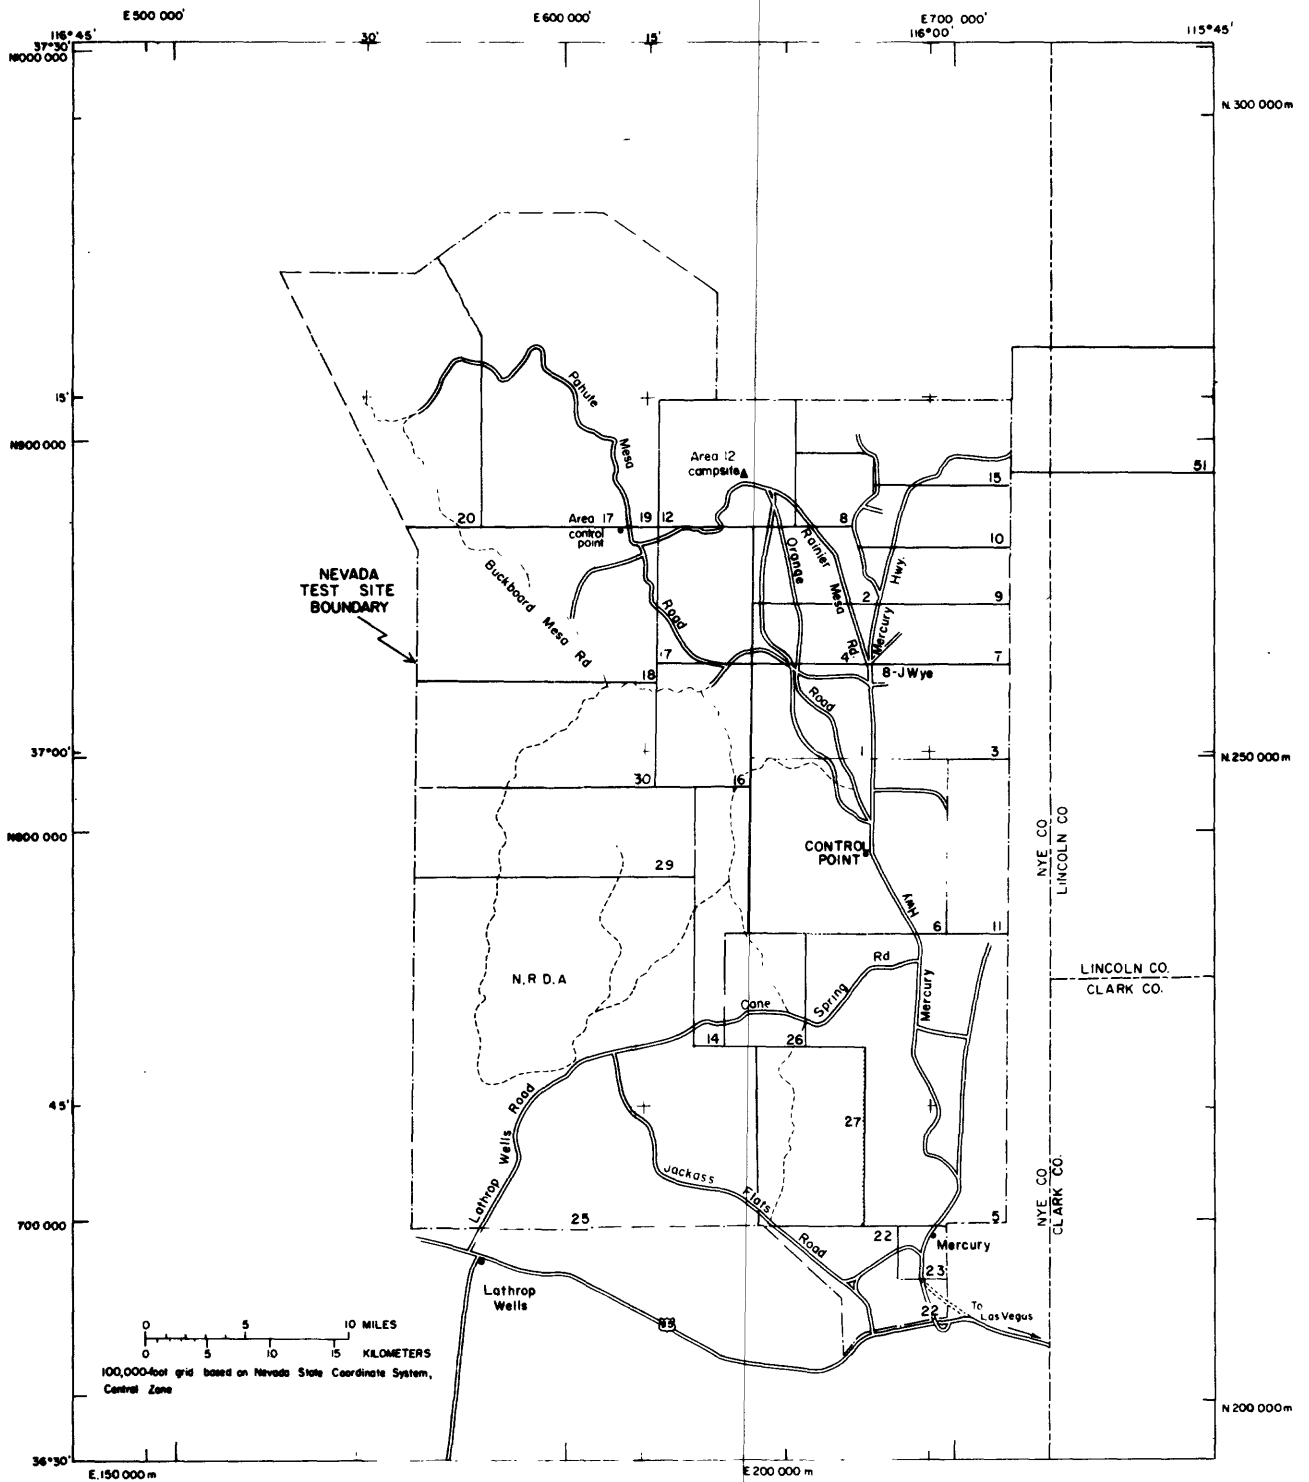 E 500 000'
E 600 000'
E 700 000'
116° 45'
30'
15'
116°00'
115°45'
37°30'
N1000 000
N. 300 000m
15'
N900 000
Pahute
Mesa
Area 12
campsite
51
15
20
Area 17
control
point
19
12
8
10
Orange
Rainier
Mesa
Rd
Hwy.
Mercury
NEVADA
TEST SITE
BOUNDARY
Buckboard Mesa Rd
Road
2
9
17
4
7
8-J Wye
18
Road
37°00'
1
3
N.250 000m
30
16
N800 000
CONTROL
POINT
NYE CO
LINCOLN CO
29
Hwy
6
11
N.R D.A
Rd
LINCOLN CO.
CLARK CO.
Mercury
Cane
Spring
14
26
45'
Road
Wells
Lathrop
27
Jackass
Flats
Road
NYE CO
CLARK CO.
700 000
25
5
22
Mercury
23
Lathrop
Wells
22
To
Las Vegas
95
0 5 10 MILES
0 5 10 15 KILOMETERS
100,000-foot grid based on Nevada State Coordinate System,
Central Zone
N 200 000m
36°30'
E.150 000 m
E 200 000 m